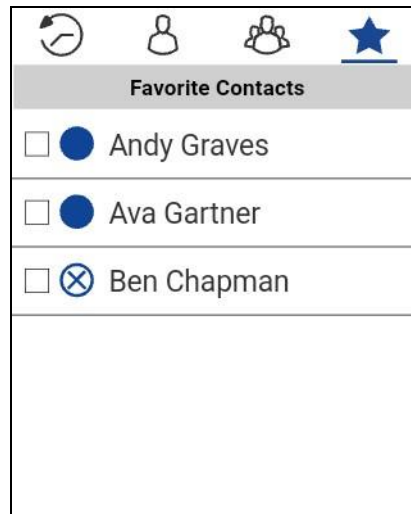 Favorite Contacts
Andy Graves
Ava Gartner
Ben Chapman